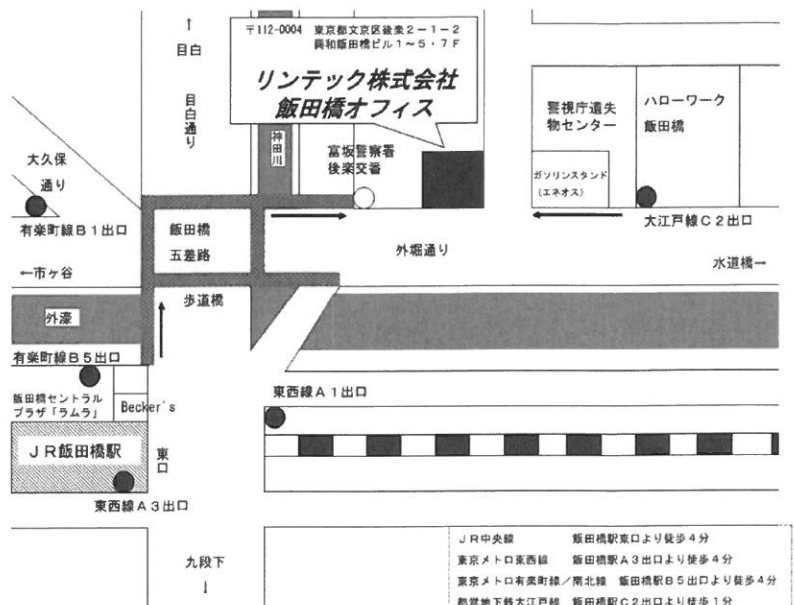 ↑
目白
目白通り
〒112-0004 東京都文京区後楽2-1-2
興和飯田橋ビル1~5・7F
リンテック株式会社
飯田橋オフィス
神田川
富坂警察署
後楽交番
警視庁遺失
物センター
ハローワーク
飯田橋
ガソリンスタンド
(エネオス)
大久保
通り
有楽町線B1出口
飯田橋
五差路
外堀通り
大江戸線C2出口
水道橋→
←市ヶ谷
歩道橋
外濠
有楽町線B5出口
飯田橋セントラル
プラザ「ラムラ」
Becker's
東西線A1出口
JR飯田橋駅
東口
東西線A3出口
九段下
↓
JR中央線 飯田橋駅東口より徒歩4分
東京メトロ東西線 飯田橋駅A3出口より徒歩4分
東京メトロ有楽町線/南北線 飯田橋駅B5出口より徒歩4分
都営地下鉄大江戸線 飯田橋駅C2出口より徒歩1分